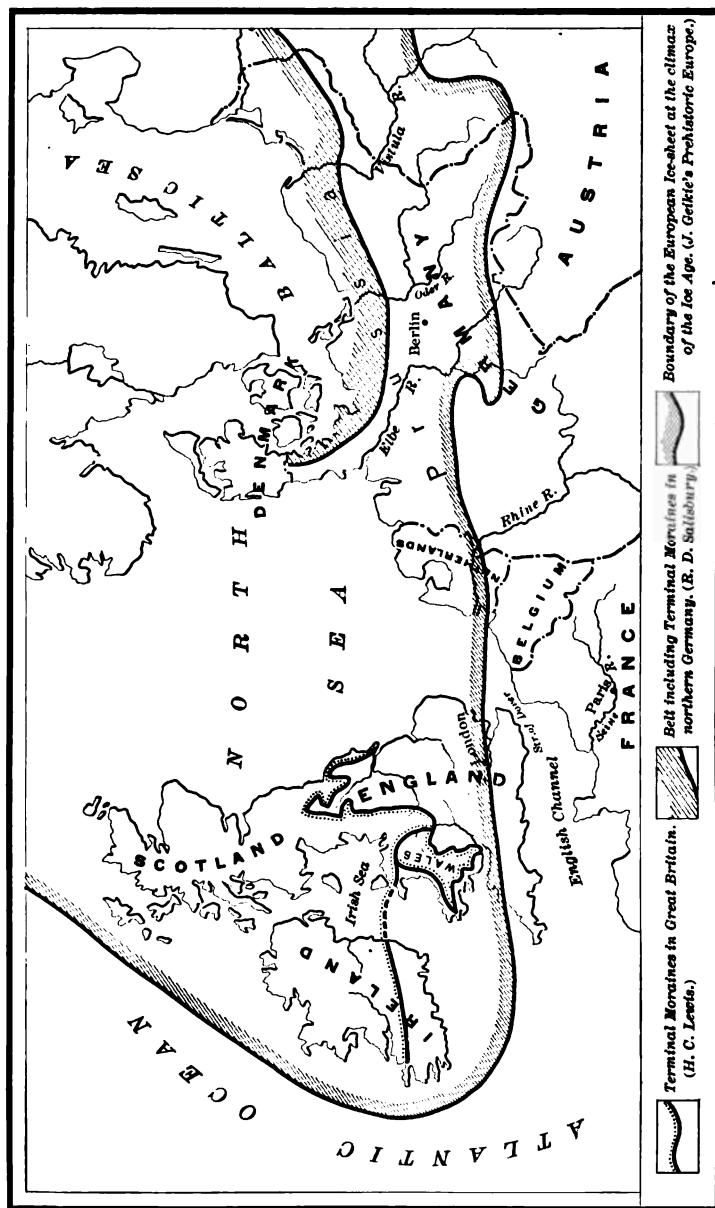 ATLANTIC OCEAN
NORTH
SEA
BALTIC SEA
SCOTLAND
IRELAND
Irish Sea
ENGLAND
WALES
London
Str. of Dover
English Channel
FRANCE
Paris
Seine R.
BELGIUM
NETHERLANDS
Rhine R.
DENMARK
Prussia
GERMANY
Elbe R.
Berlin
Oder R.
Vistula R.
AUSTRIA
Terminal Moraines in Great Britain.
(H. C. Lewis.)
Belt including Terminal Moraines in
northern Germany. (R. D. Salisbury.)
Boundary of the European Ice-sheet at the climax
of the Ice Age. (J. Geikie's Prehistoric Europe.)